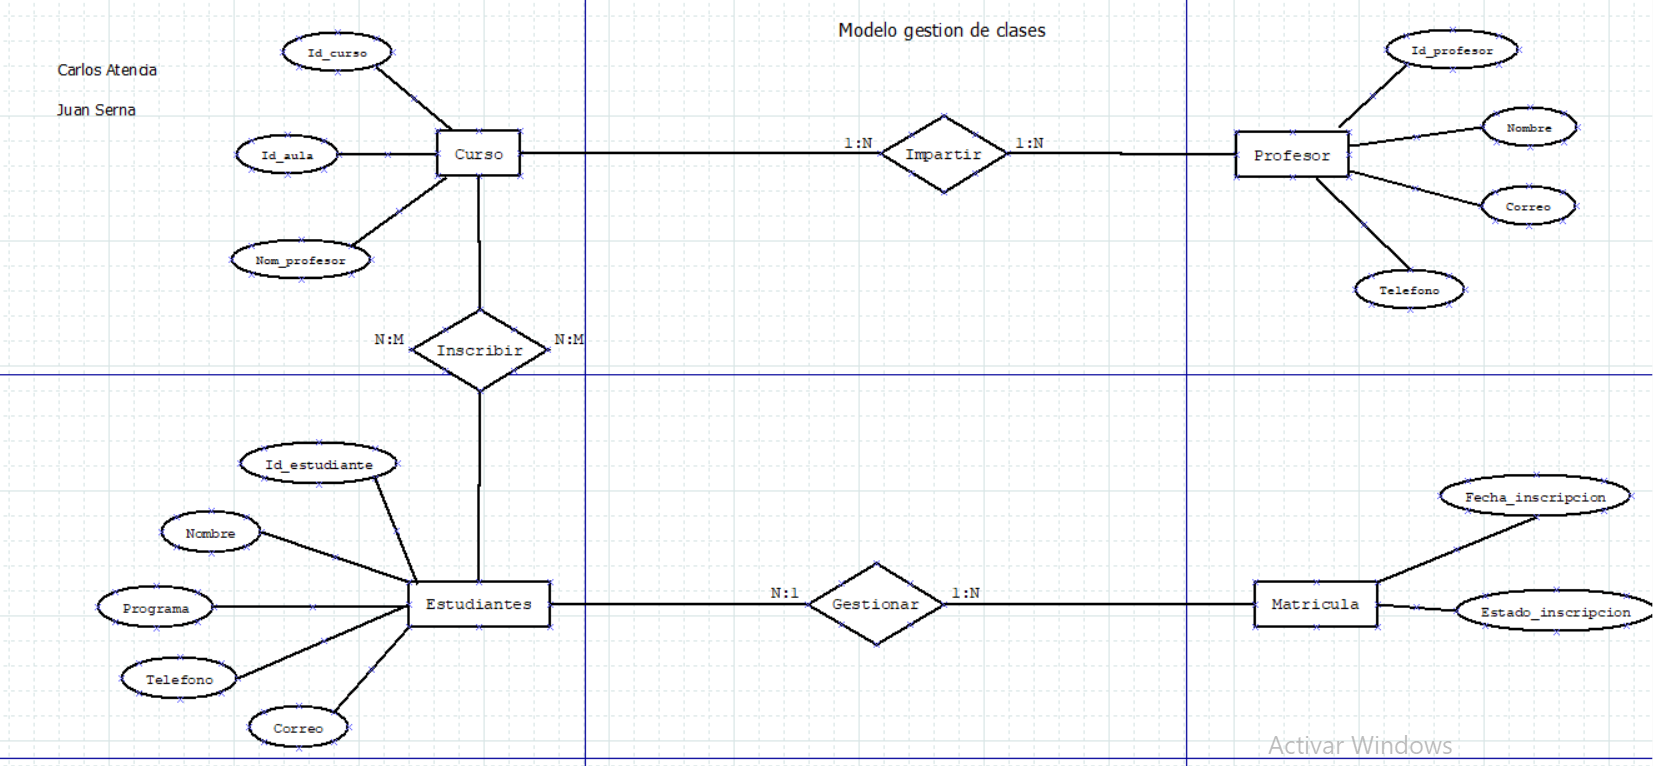 Modelo gestion de clases
Carlos Atencia
Juan Serna
Id_curso
Id_aula
Nom_profesor
Curso
1:N
Impartir
1:N
Profesor
Id_profesor
Nombre
Correo
Telefono
N:M
Inscribir
N:M
Id_estudiante
Nombre
Programa
Telefono
Correo
Estudiantes
N:1
Gestionar
1:N
Matricula
Fecha_inscripcion
Estado_inscripcion
Activar Windows